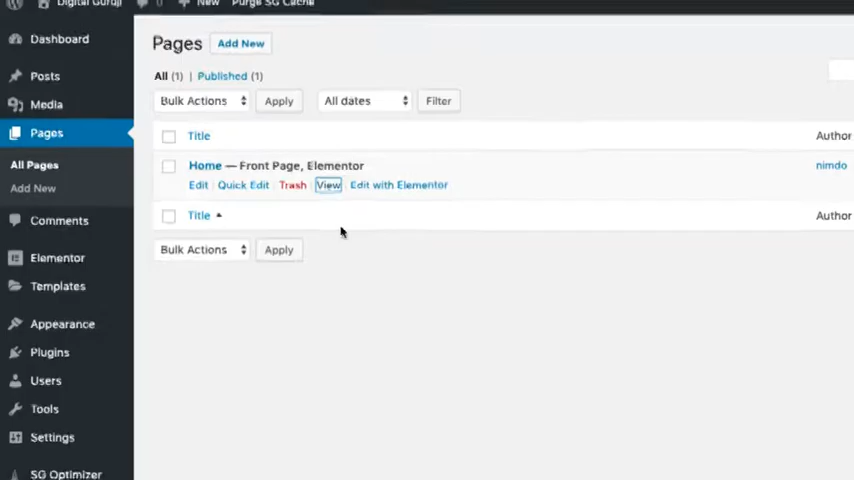 Digital Guruji 0 New Purge SG Cache
Dashboard
Posts
Media
Pages
All Pages
Add New
Comments
Elementor
Templates
Appearance
Plugins
Users
Tools
Settings
SG Optimizer
Pages Add New
All (1) | Published (1)
Bulk Actions Apply All dates Filter
Title Author
Home — Front Page, Elementor nimdo
Edit | Quick Edit | Trash | View | Edit with Elementor
Title Author
Bulk Actions Apply